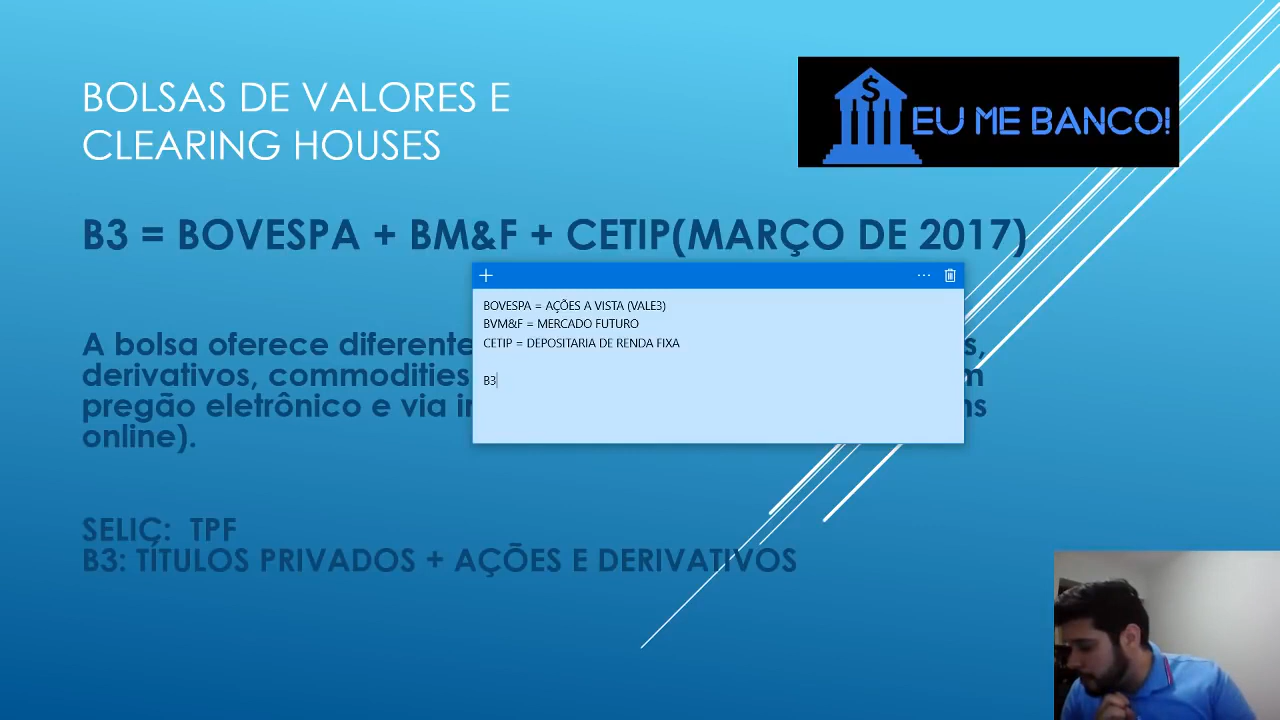 BOLSAS DE VALORES E
CLEARING HOUSES
$
EU ME BANCO!
B3 = BOVESPA + BM&F + CETIP(MARÇO DE 2017)
BOVESPA = AÇÕES A VISTA (VALE3)
BVM&F = MERCADO FUTURO
CETIP = DEPOSITARIA DE RENDA FIXA
B3
A bolsa oferece diferente
derivativos, commodities
pregão eletrônico e via
online).
SELIC: TPF
B3: TÍTULOS PRIVADOS + AÇÕES E DERIVATIVOS